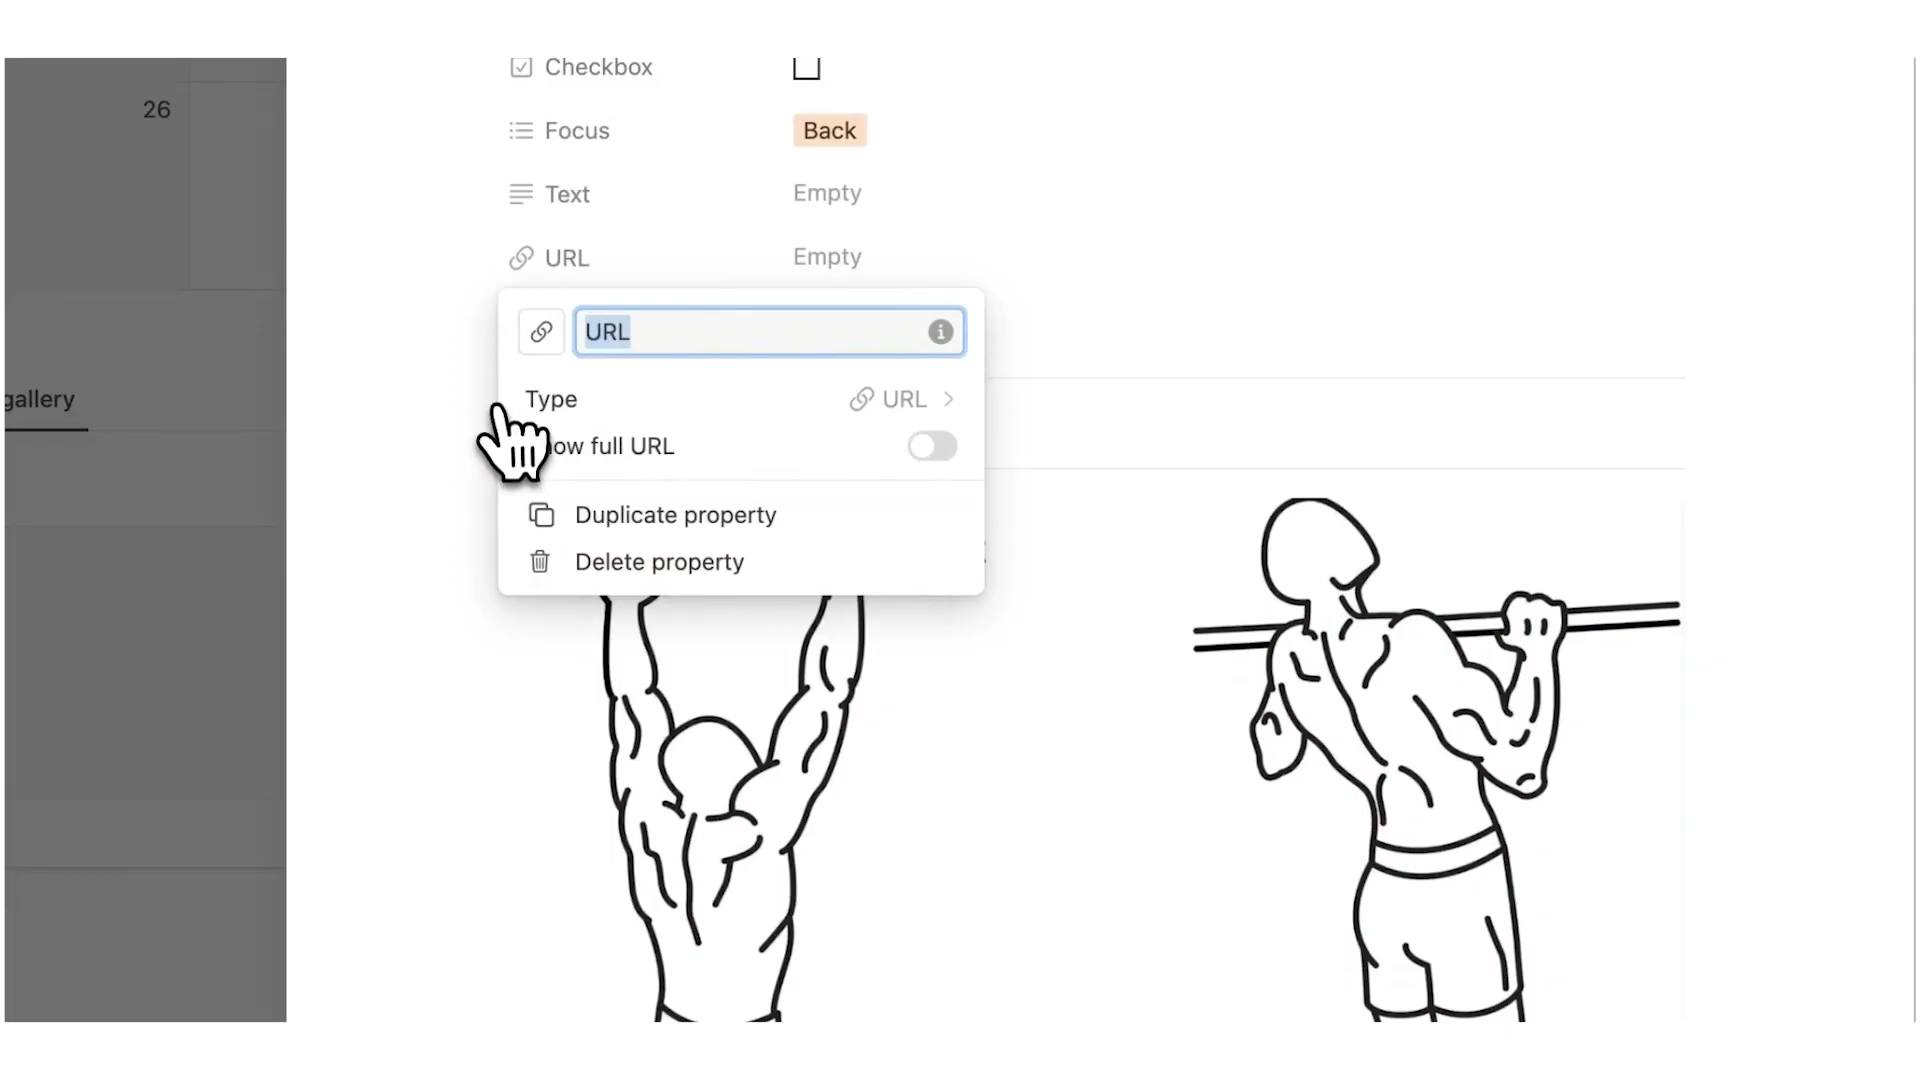 26
Checkbox
Focus Back
Text Empty
URL Empty
URL
gallery
Type URL
ow full URL
Duplicate property
Delete property